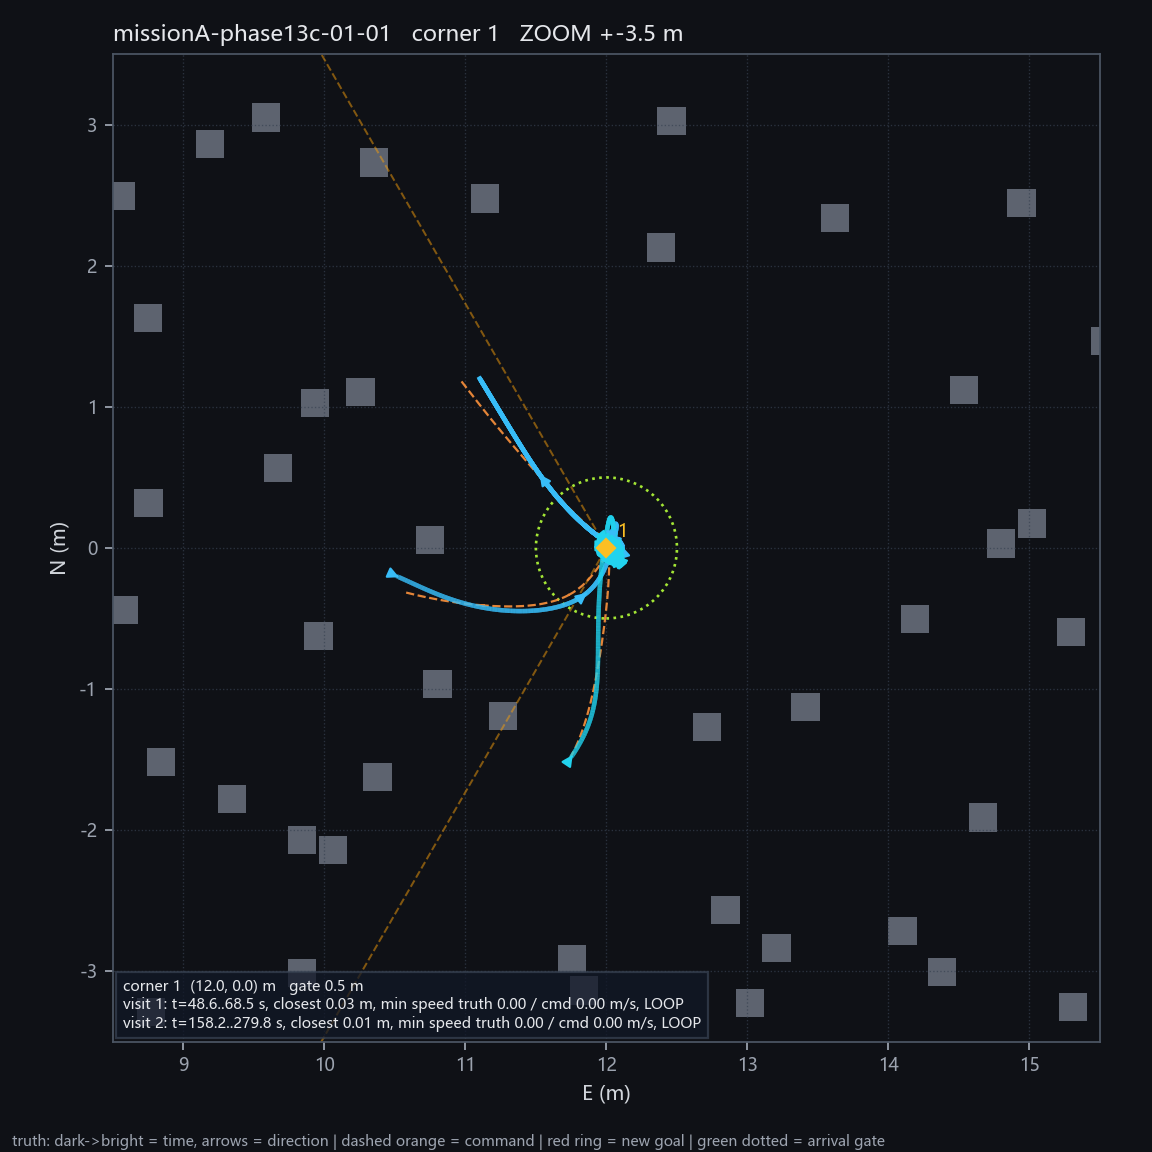 missionA-phase13c-01-01   corner 1   ZOOM +-3.5 m
3
2
1
1
0
-1
-2
-3
N (m)
corner 1  (12.0, 0.0) m   gate 0.5 m
visit 1: t=48.6..68.5 s, closest 0.03 m, min speed truth 0.00 / cmd 0.00 m/s, LOOP
visit 2: t=158.2..279.8 s, closest 0.01 m, min speed truth 0.00 / cmd 0.00 m/s, LOOP
9 10 11 12 13 14 15
E (m)
truth: dark->bright = time, arrows = direction | dashed orange = command | red ring = new goal | green dotted = arrival gate